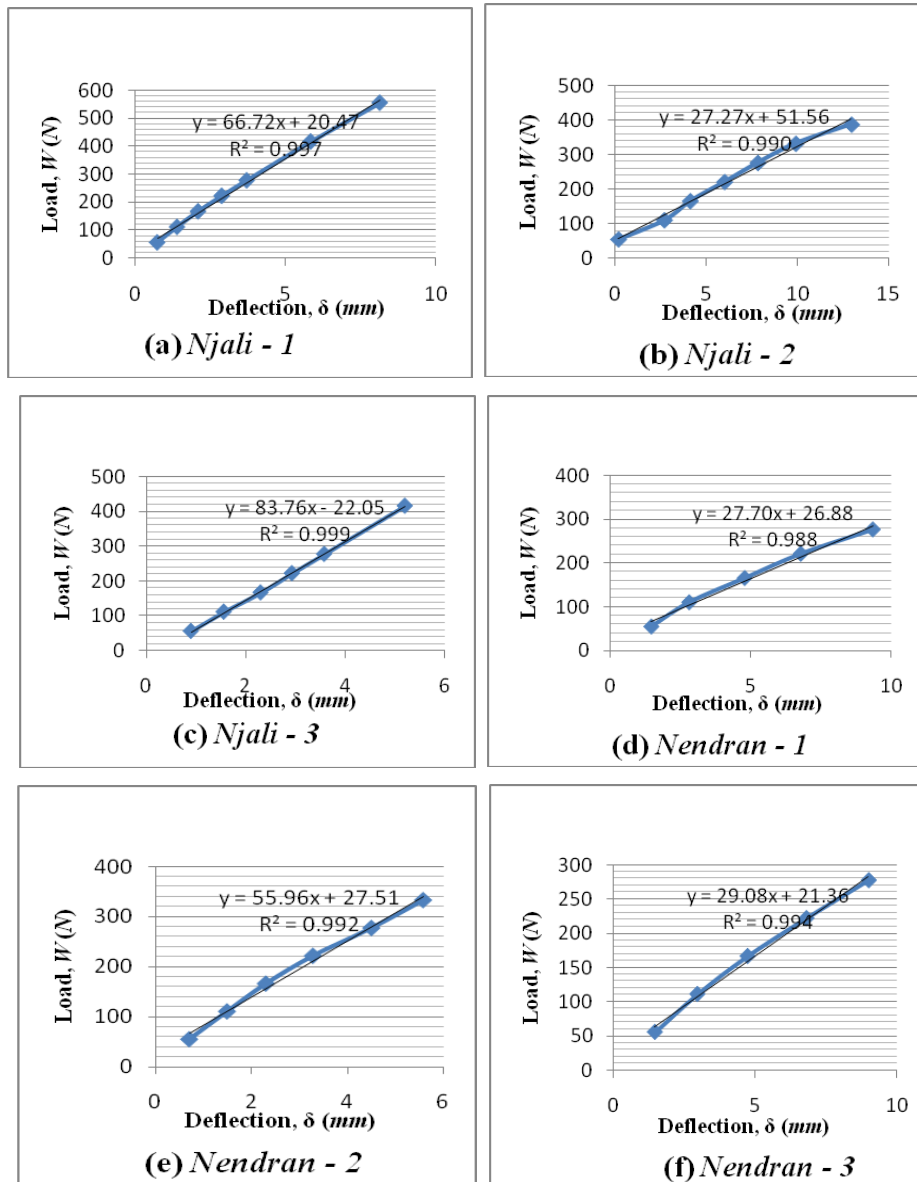 600
500
400
300
200
100
0
Load, W (N)
y = 66.72x + 20.47
R² = 0.997
0 5 10
Deflection, δ (mm)
(a) Njali - 1
500
400
300
200
100
0
Load, W (N)
y = 27.27x + 51.56
R² = 0.990
0 5 10 15
Deflection, δ (mm)
(b) Njali - 2
500
400
300
200
100
0
Load, W (N)
y = 83.76x - 22.05
R² = 0.999
0 2 4 6
Deflection, δ (mm)
(c) Njali - 3
400
300
200
100
0
Load, W (N)
y = 27.70x + 26.88
R² = 0.988
0 5 10
Deflection, δ (mm)
(d) Nendran - 1
400
300
200
100
0
Load, W (N)
y = 55.96x + 27.51
R² = 0.992
0 2 4 6
Deflection, δ (mm)
(e) Nendran - 2
300
250
200
150
100
50
0
Load, W (N)
y = 29.08x + 21.36
R² = 0.994
0 5 10
Deflection, δ (mm)
(f) Nendran - 3